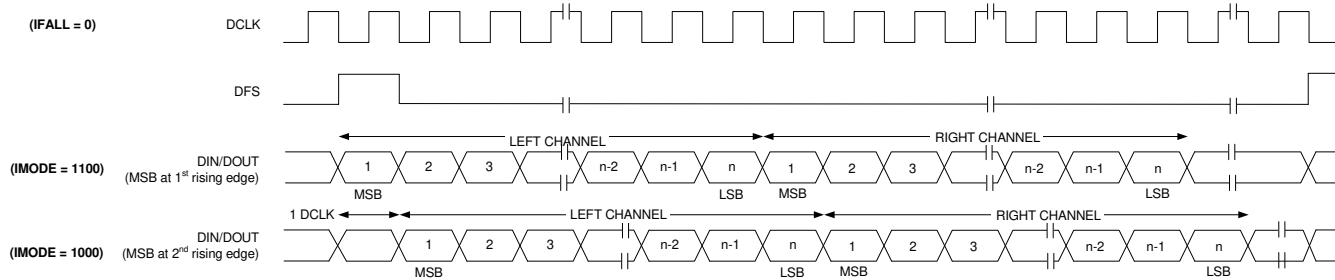 (IFALL = 0) DCLK
DFS
LEFT CHANNEL RIGHT CHANNEL
(IMODE = 1100) DIN/DOUT 1 2 3 n-2 n-1 n 1 2 3 n-2 n-1 n
(MSB at 1st rising edge)
MSB LSB MSB LSB
1 DCLK LEFT CHANNEL RIGHT CHANNEL
(IMODE = 1000) DIN/DOUT 1 2 3 n-2 n-1 n 1 2 3 n-2 n-1 n
(MSB at 2nd rising edge)
MSB LSB MSB LSB